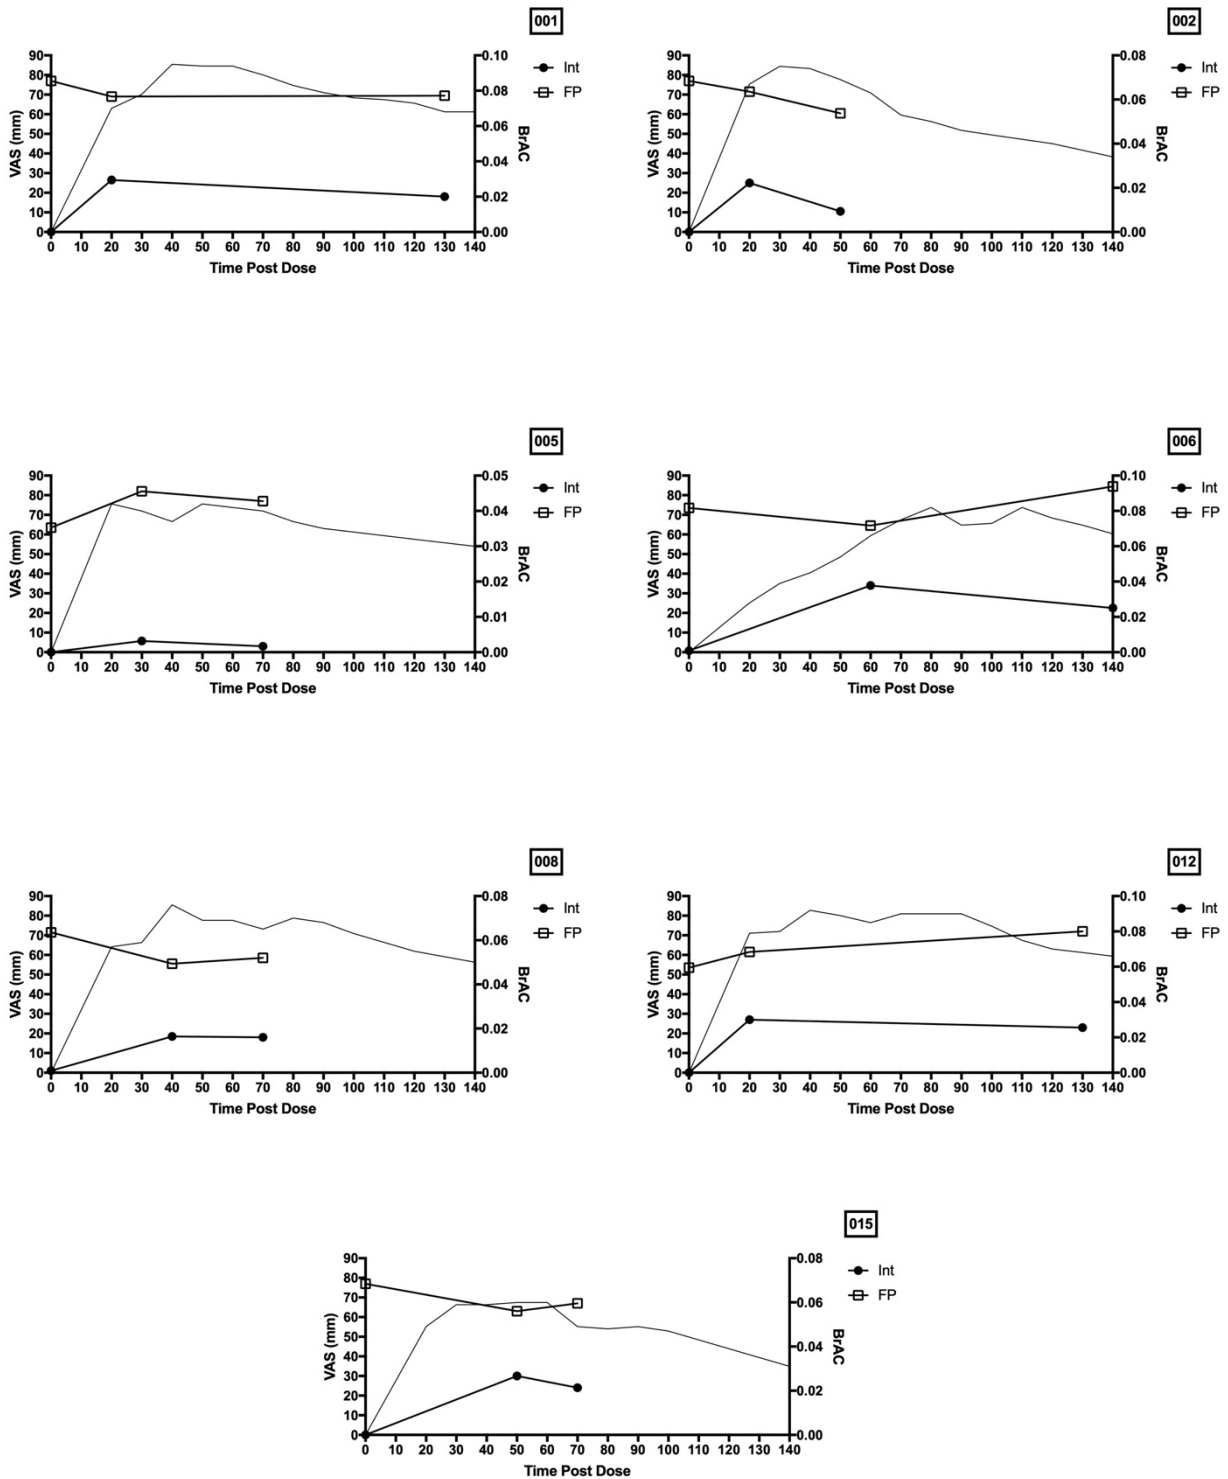 001
90 80 70 60 50 40 30 20 10 0
VAS (mm)
0.10 0.08 0.06 0.04 0.02 0.00
BrAC
Int
FP
0 10 20 30 40 50 60 70 80 90 100 110 120 130 140
Time Post Dose
002
90 80 70 60 50 40 30 20 10 0
VAS (mm)
0.08 0.06 0.04 0.02 0.00
BrAC
Int
FP
0 10 20 30 40 50 60 70 80 90 100 110 120 130 140
Time Post Dose
005
90 80 70 60 50 40 30 20 10 0
VAS (mm)
0.05 0.04 0.03 0.02 0.01 0.00
BrAC
Int
FP
0 10 20 30 40 50 60 70 80 90 100 110 120 130 140
Time Post Dose
006
90 80 70 60 50 40 30 20 10 0
VAS (mm)
0.10 0.08 0.06 0.04 0.02 0.00
BrAC
Int
FP
0 10 20 30 40 50 60 70 80 90 100 110 120 130 140
Time Post Dose
008
90 80 70 60 50 40 30 20 10 0
VAS (mm)
0.08 0.06 0.04 0.02 0.00
BrAC
Int
FP
0 10 20 30 40 50 60 70 80 90 100 110 120 130 140
Time Post Dose
012
90 80 70 60 50 40 30 20 10 0
VAS (mm)
0.10 0.08 0.06 0.04 0.02 0.00
BrAC
Int
FP
0 10 20 30 40 50 60 70 80 90 100 110 120 130 140
Time Post Dose
015
90 80 70 60 50 40 30 20 10 0
VAS (mm)
0.08 0.06 0.04 0.02 0.00
BrAC
Int
FP
0 10 20 30 40 50 60 70 80 90 100 110 120 130 140
Time Post Dose